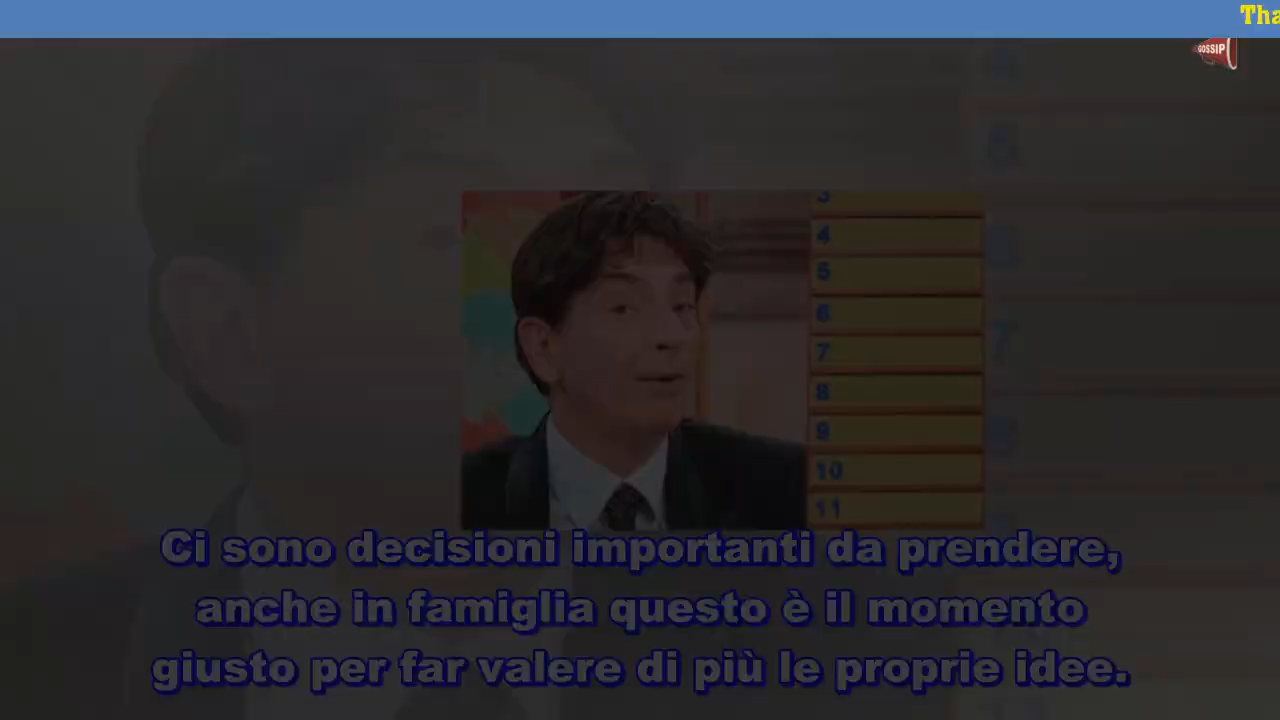 Tha
GOSSIP
3
4
5
6
7
8
9
10
11
Ci sono decisioni importanti da prendere,
anche in famiglia questo è il momento
giusto per far valere di più le proprie idee.